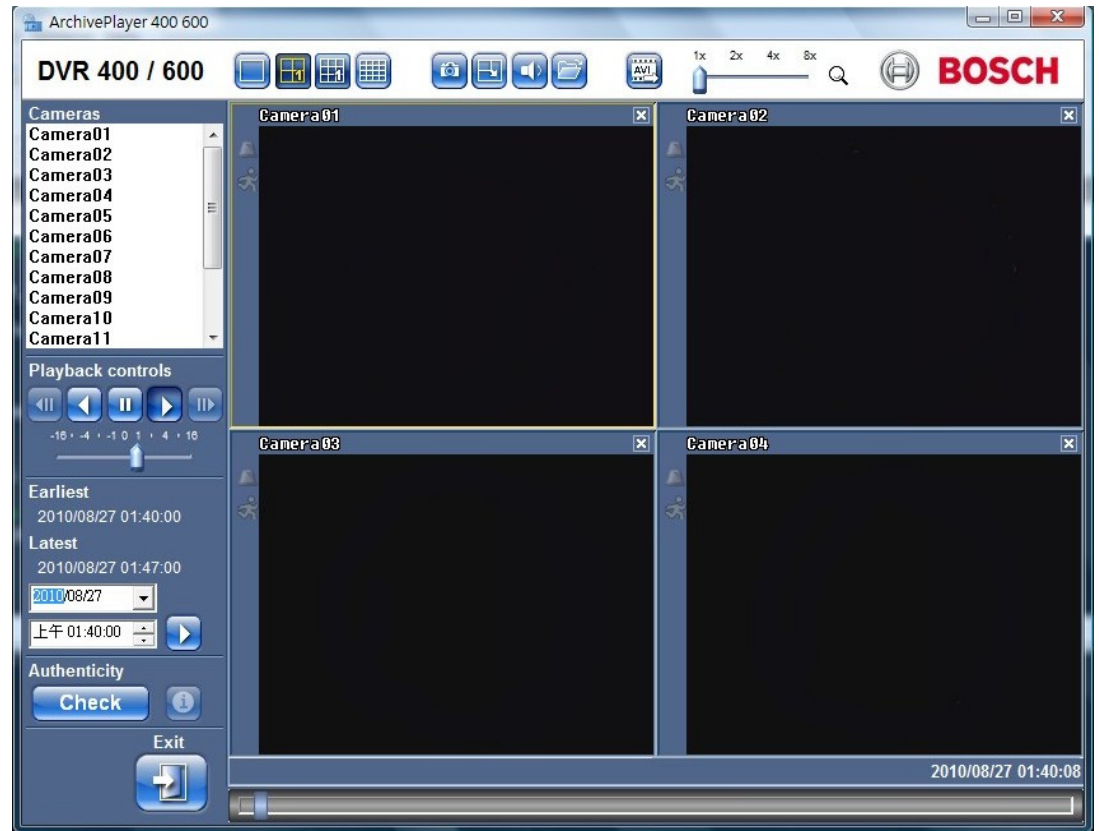 ArchivePlayer 400 600
DVR 400 / 600
1
1
AVI
1x 2x 4x 8x
BOSCH
Cameras
Camera01
Camera02
Camera03
Camera04
Camera05
Camera06
Camera07
Camera08
Camera09
Camera10
Camera11
Playback controls
-16 -4 -1 0 1 4 16
Earliest
2010/08/27 01:40:00
Latest
2010/08/27 01:47:00
2010/08/27
上午 01:40:00
Authenticity
Check
Exit
Camera01
Camera02
Camera03
Camera04
2010/08/27 01:40:08